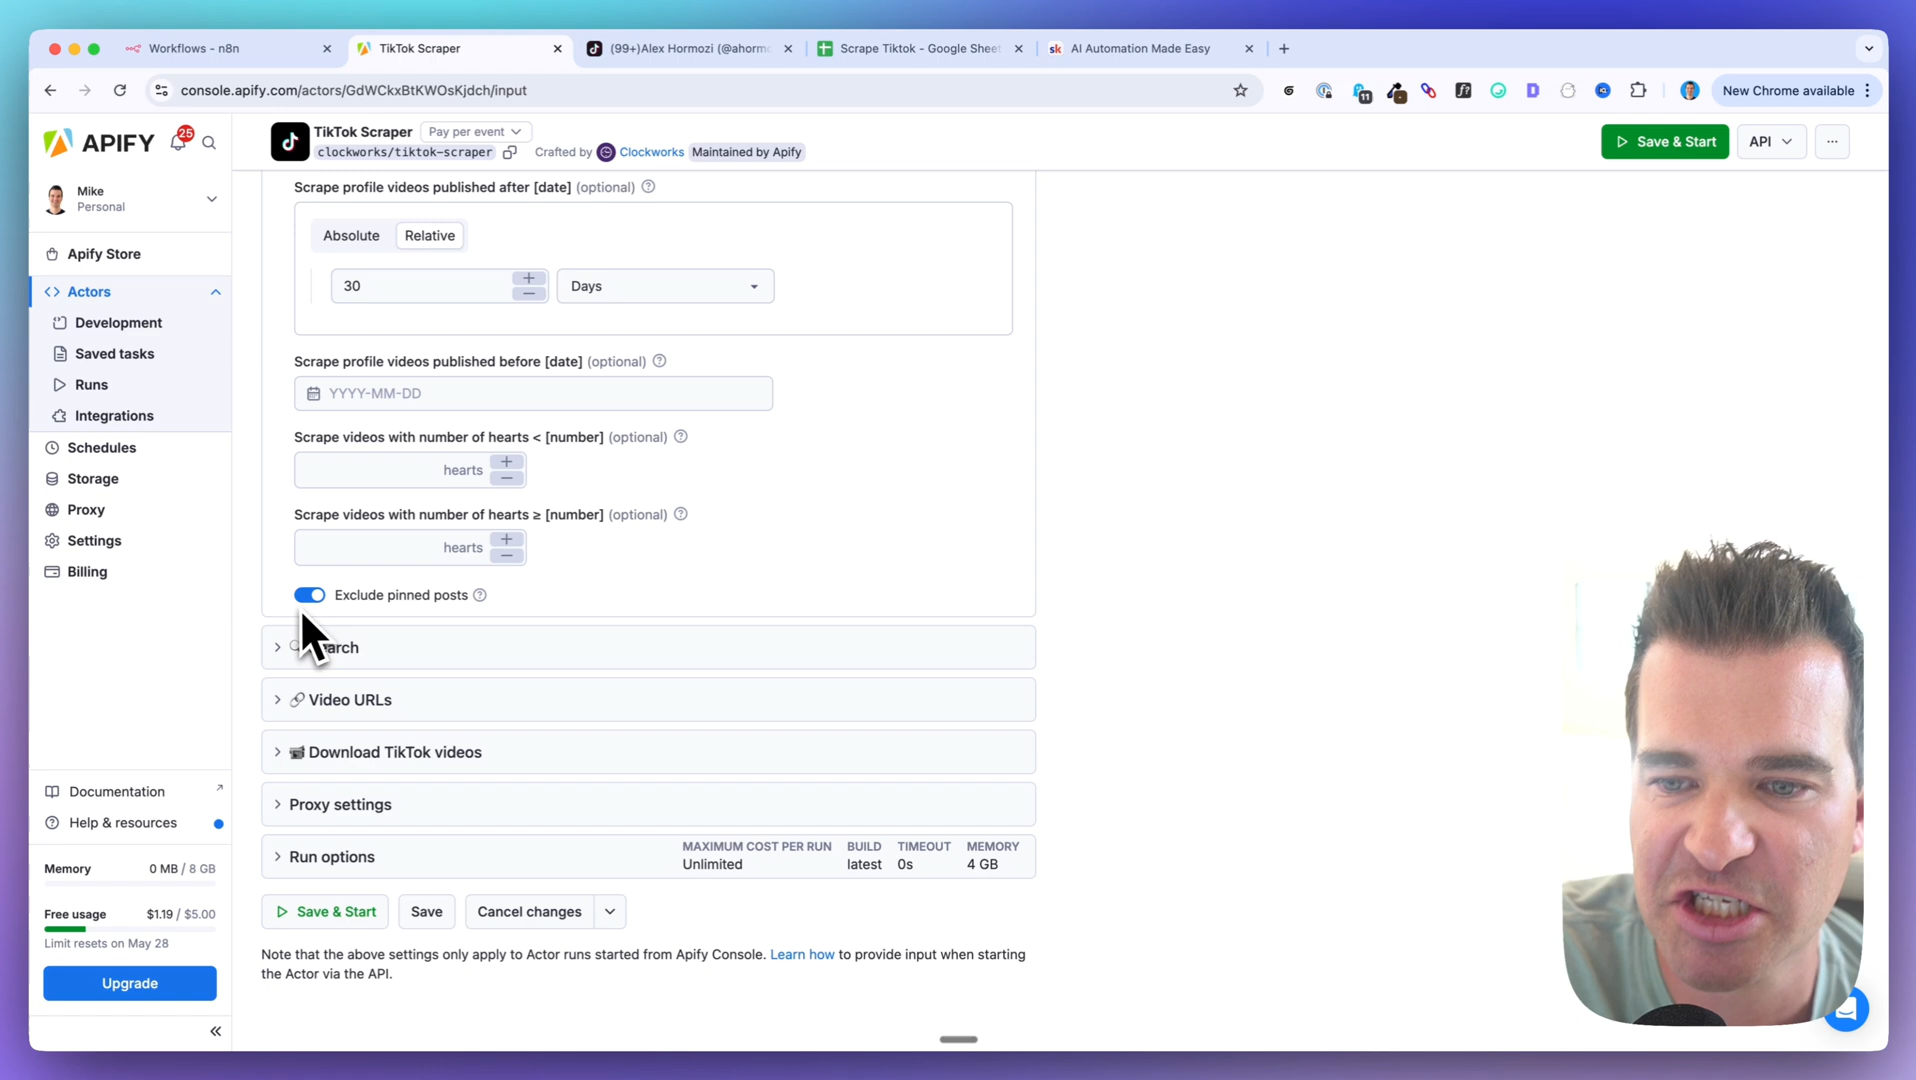 Workflows - n8n
TikTok Scraper
(99+)Alex Hormozi (@ahormo
Scrape Tiktok - Google Sheet
sk AI Automation Made Easy
console.apify.com/actors/GdWCkxBtKWOsKjdch/input
11
New Chrome available
APIFY
25
Mike
Personal
Apify Store
Actors
Development
Saved tasks
Runs
Integrations
Schedules
Storage
Proxy
Settings
Billing
Documentation
Help & resources
Memory 0 MB / 8 GB
Free usage $1.19 / $5.00
Limit resets on May 28
Upgrade
TikTok Scraper Pay per event
clockworks/tiktok-scraper Crafted by Clockworks Maintained by Apify
Save & Start
API
Scrape profile videos published after [date] (optional)
Absolute Relative
30 Days
Scrape profile videos published before [date] (optional)
YYYY-MM-DD
Scrape videos with number of hearts < [number] (optional)
hearts
Scrape videos with number of hearts ≥ [number] (optional)
hearts
Exclude pinned posts
arch
Video URLs
Download TikTok videos
Proxy settings
Run options
MAXIMUM COST PER RUN BUILD TIMEOUT MEMORY
Unlimited latest 0s 4 GB
Save & Start Save Cancel changes
Note that the above settings only apply to Actor runs started from Apify Console. Learn how to provide input when starting
the Actor via the API.